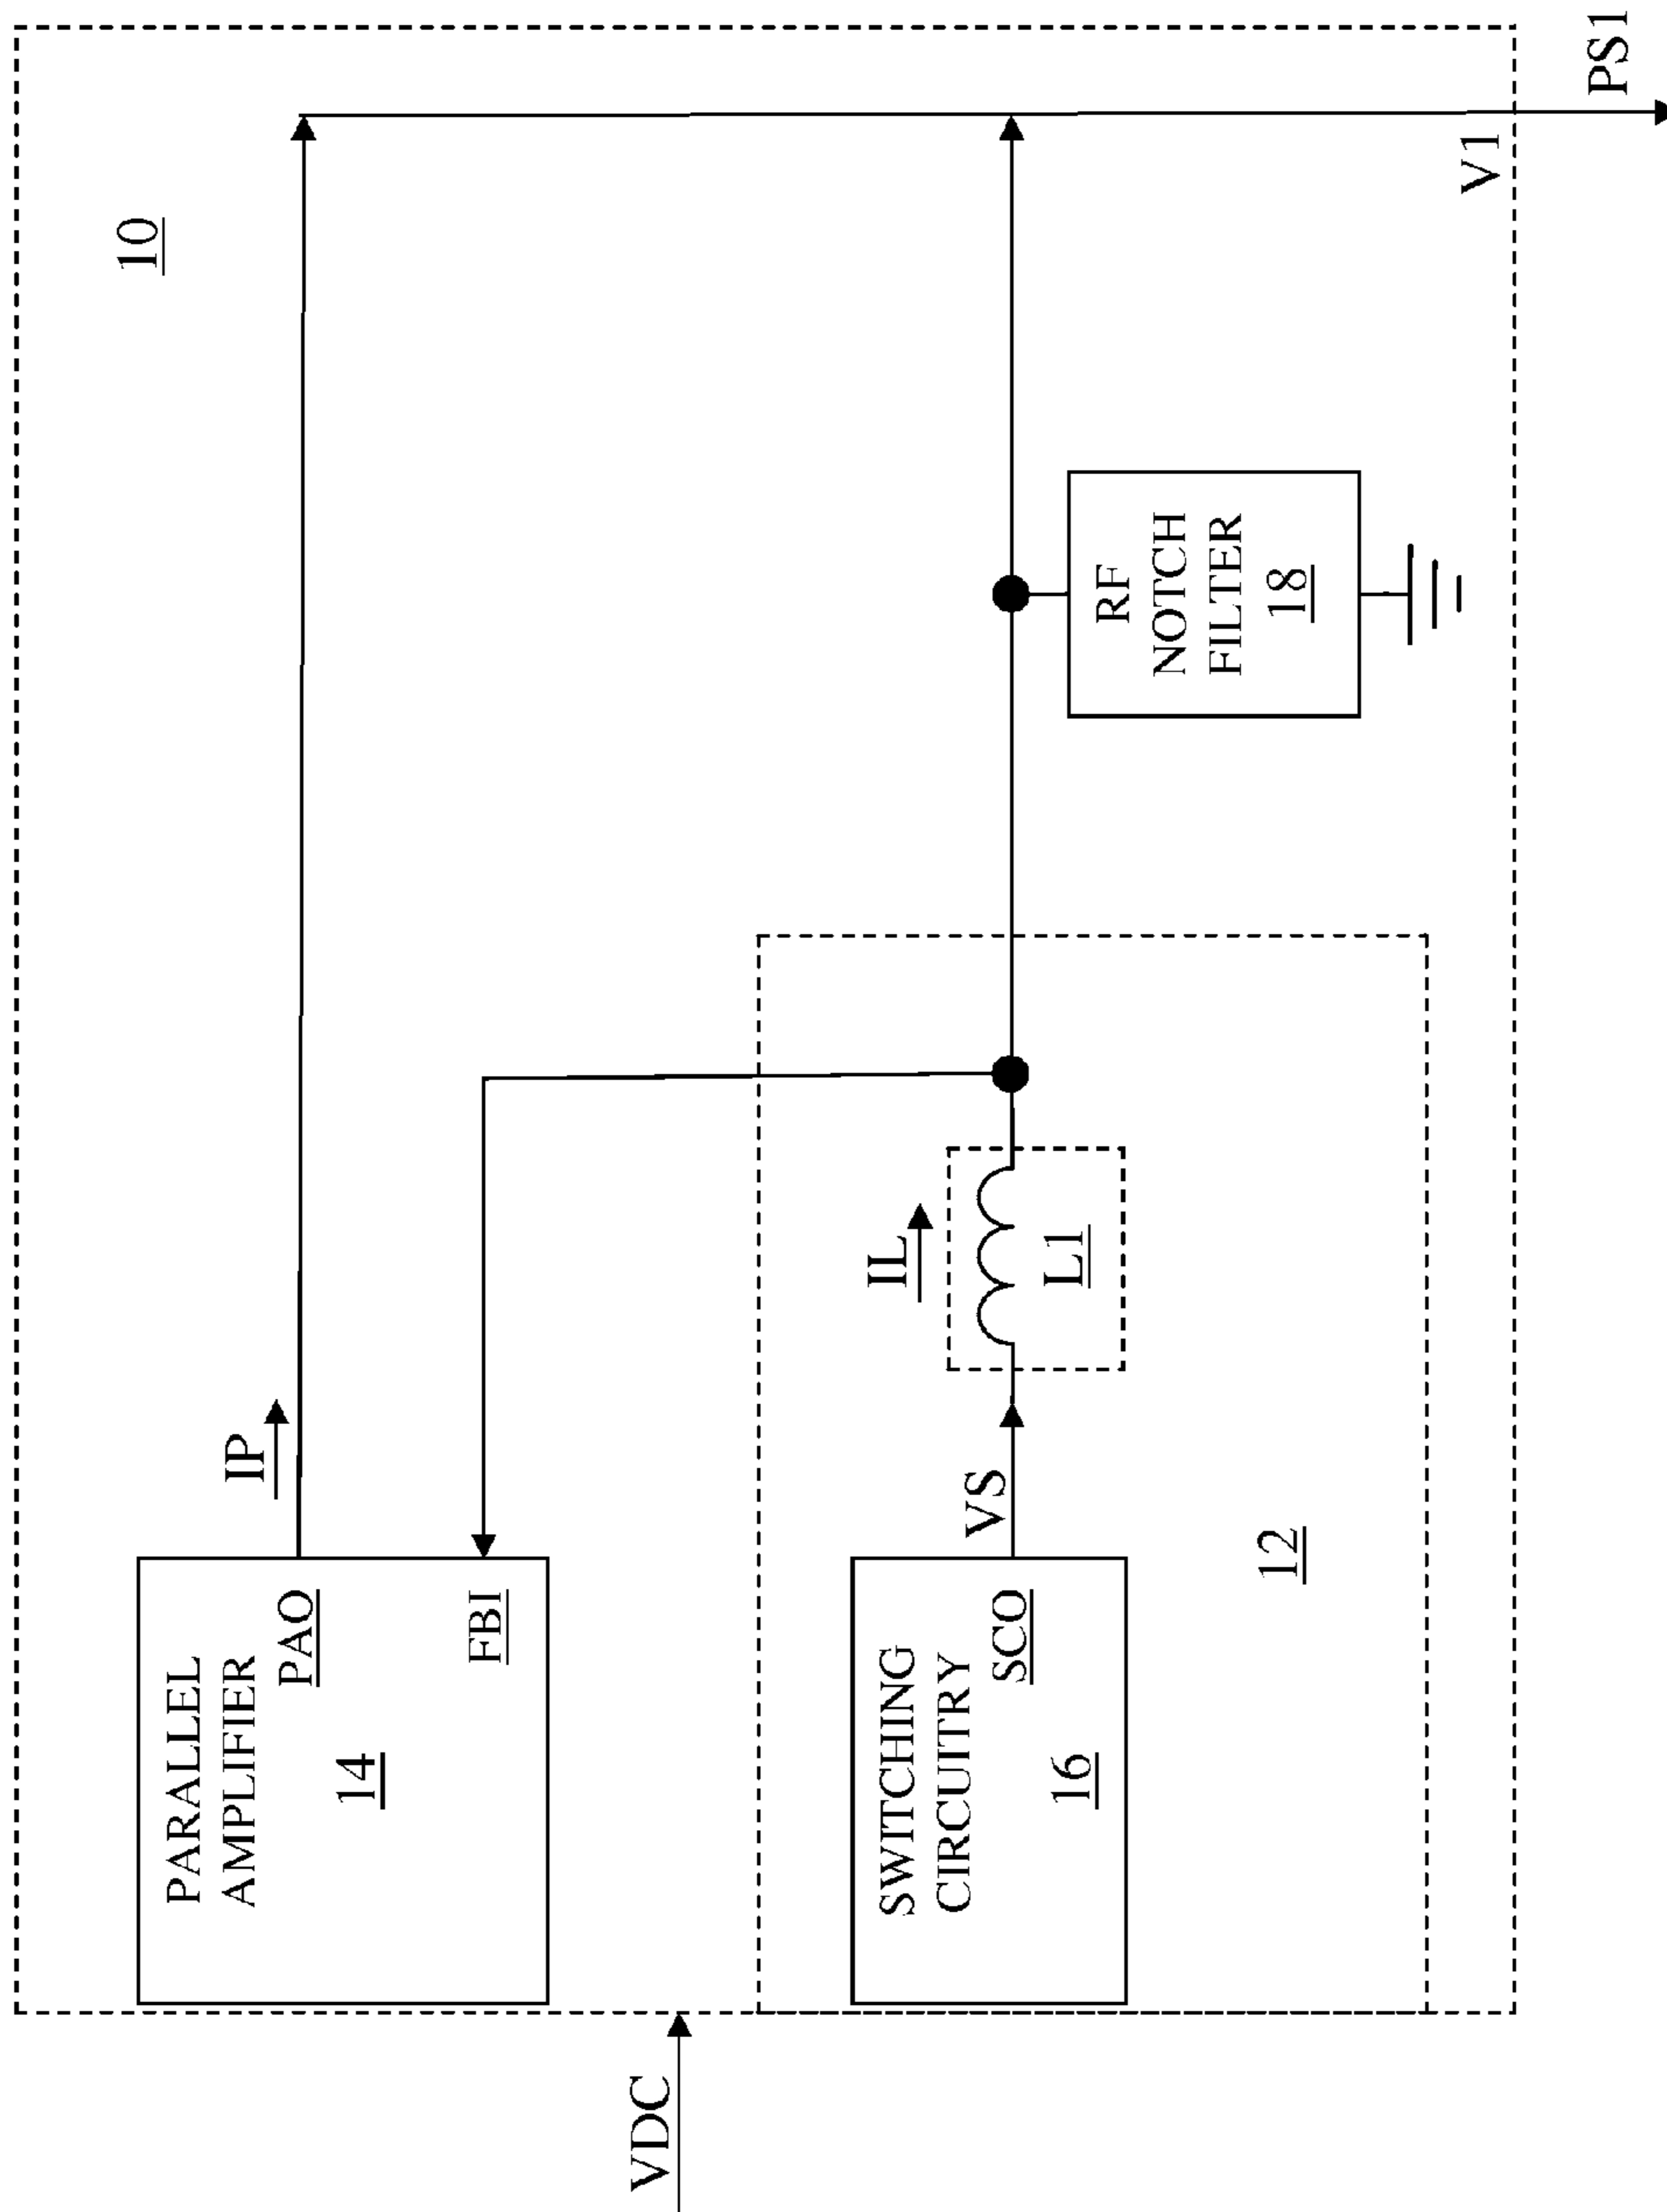 10
PARALLEL
AMPLIFIER
PAO
14
FBI
IP
VDC
SWITCHING
CIRCUITRY
SCO
16
VS
IL
L1
12
RF
NOTCH
FILTER
18
V1
PS1